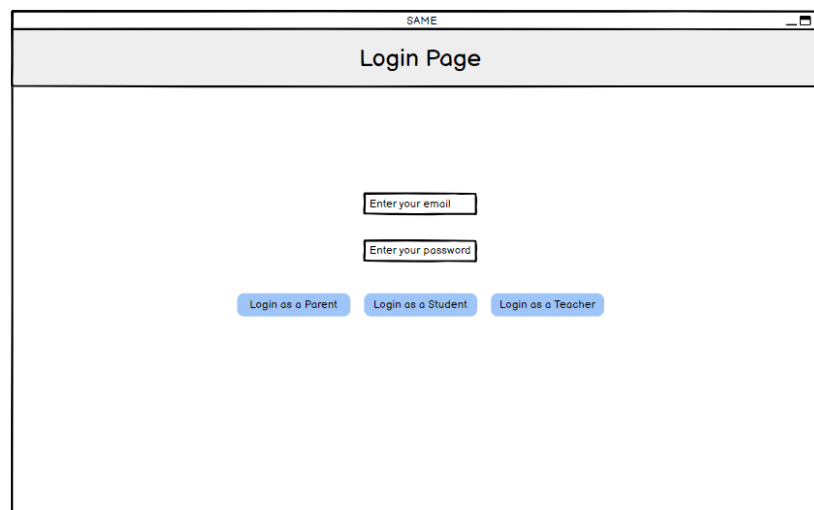 SAME
Login Page
Enter your email
Enter your password
Login as a Parent Login as a Student Login as a Teacher